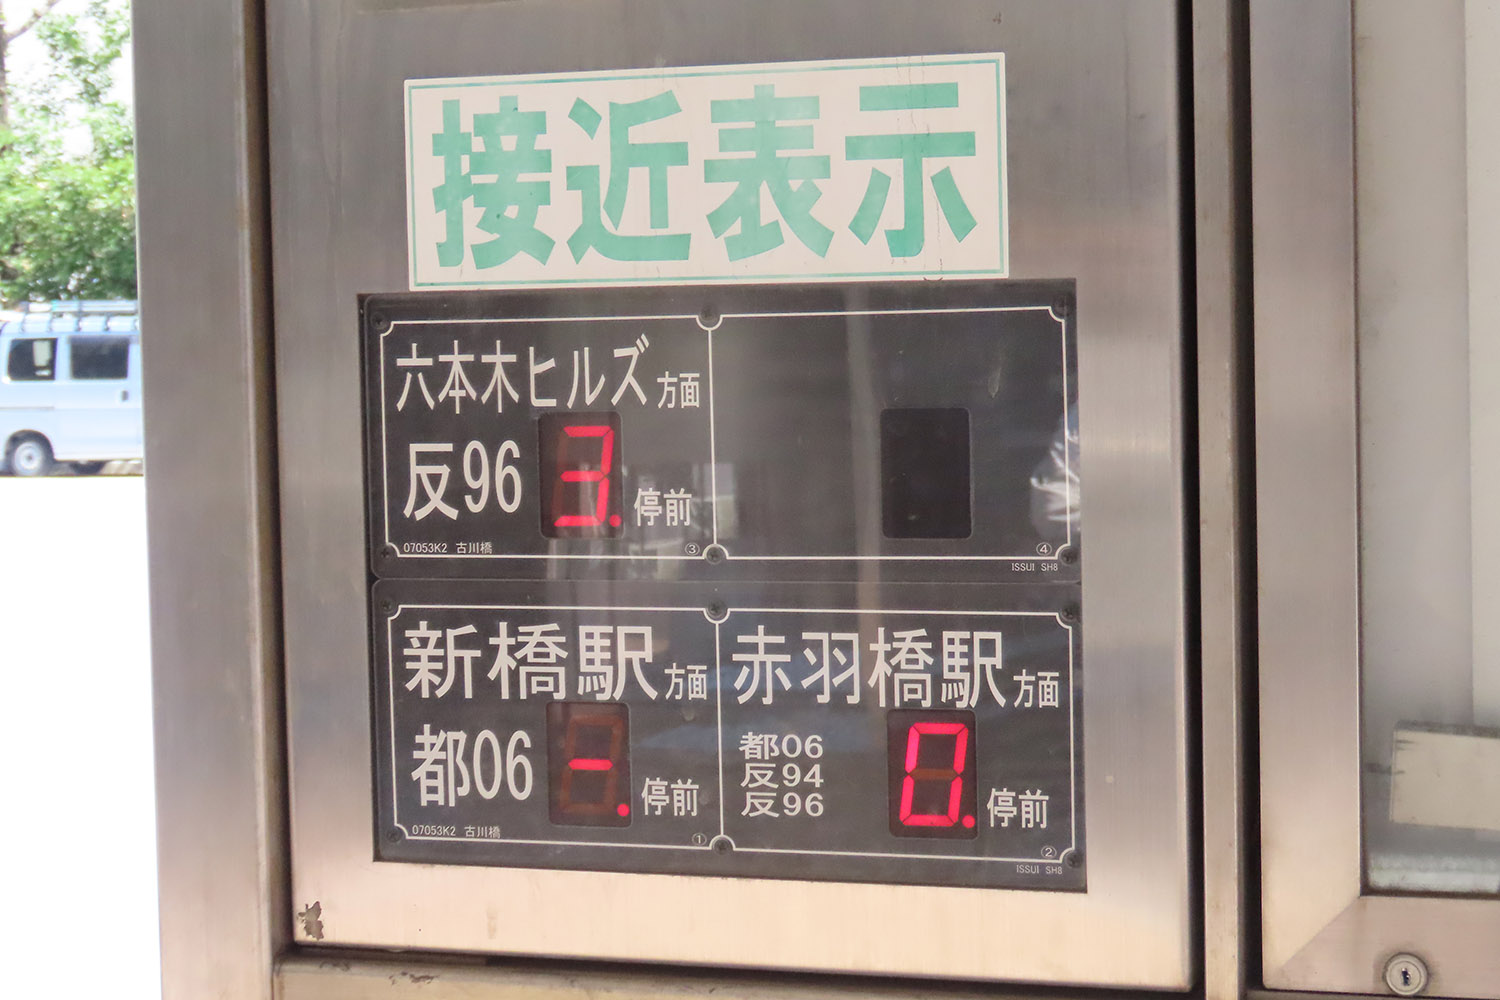 接近表示
六本木ヒルズ方面
反96 3. 停前
07053K2 古川橋 ③
④
ISSUI SH8
新橋駅方面
都06 -. 停前
07053K2 古川橋 ①
赤羽橋駅方面
都06
反94
反96
0. 停前
②
ISSUI SH8